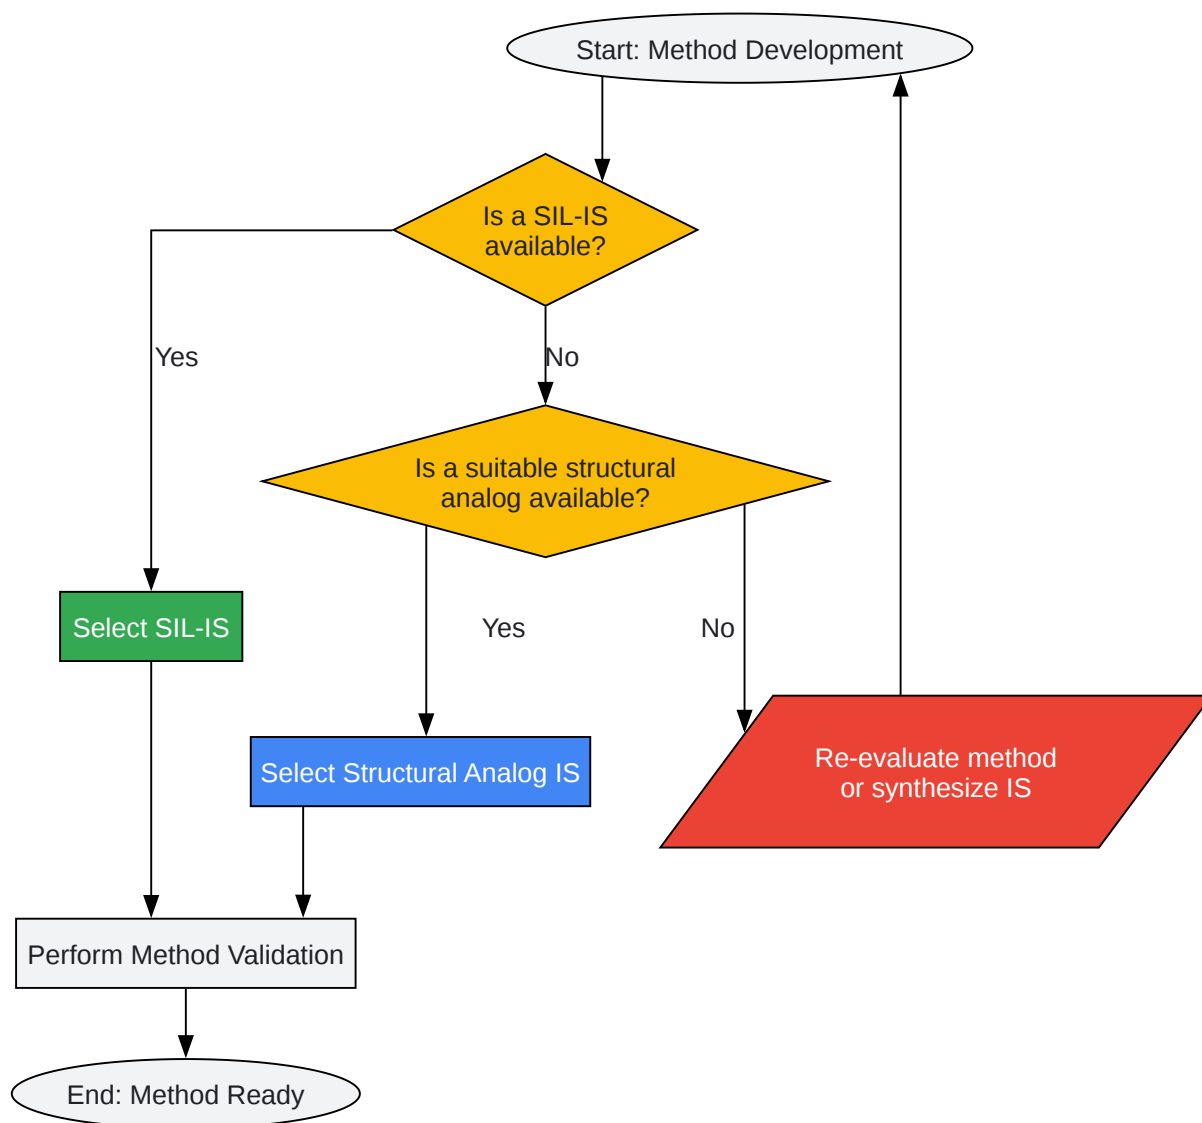 Start: Method Development
Is a SIL-IS
available?
Yes
No
Is a suitable structural
analog available?
Select SIL-IS
Yes
No
Select Structural Analog IS
Re-evaluate method
or synthesize IS
Perform Method Validation
End: Method Ready